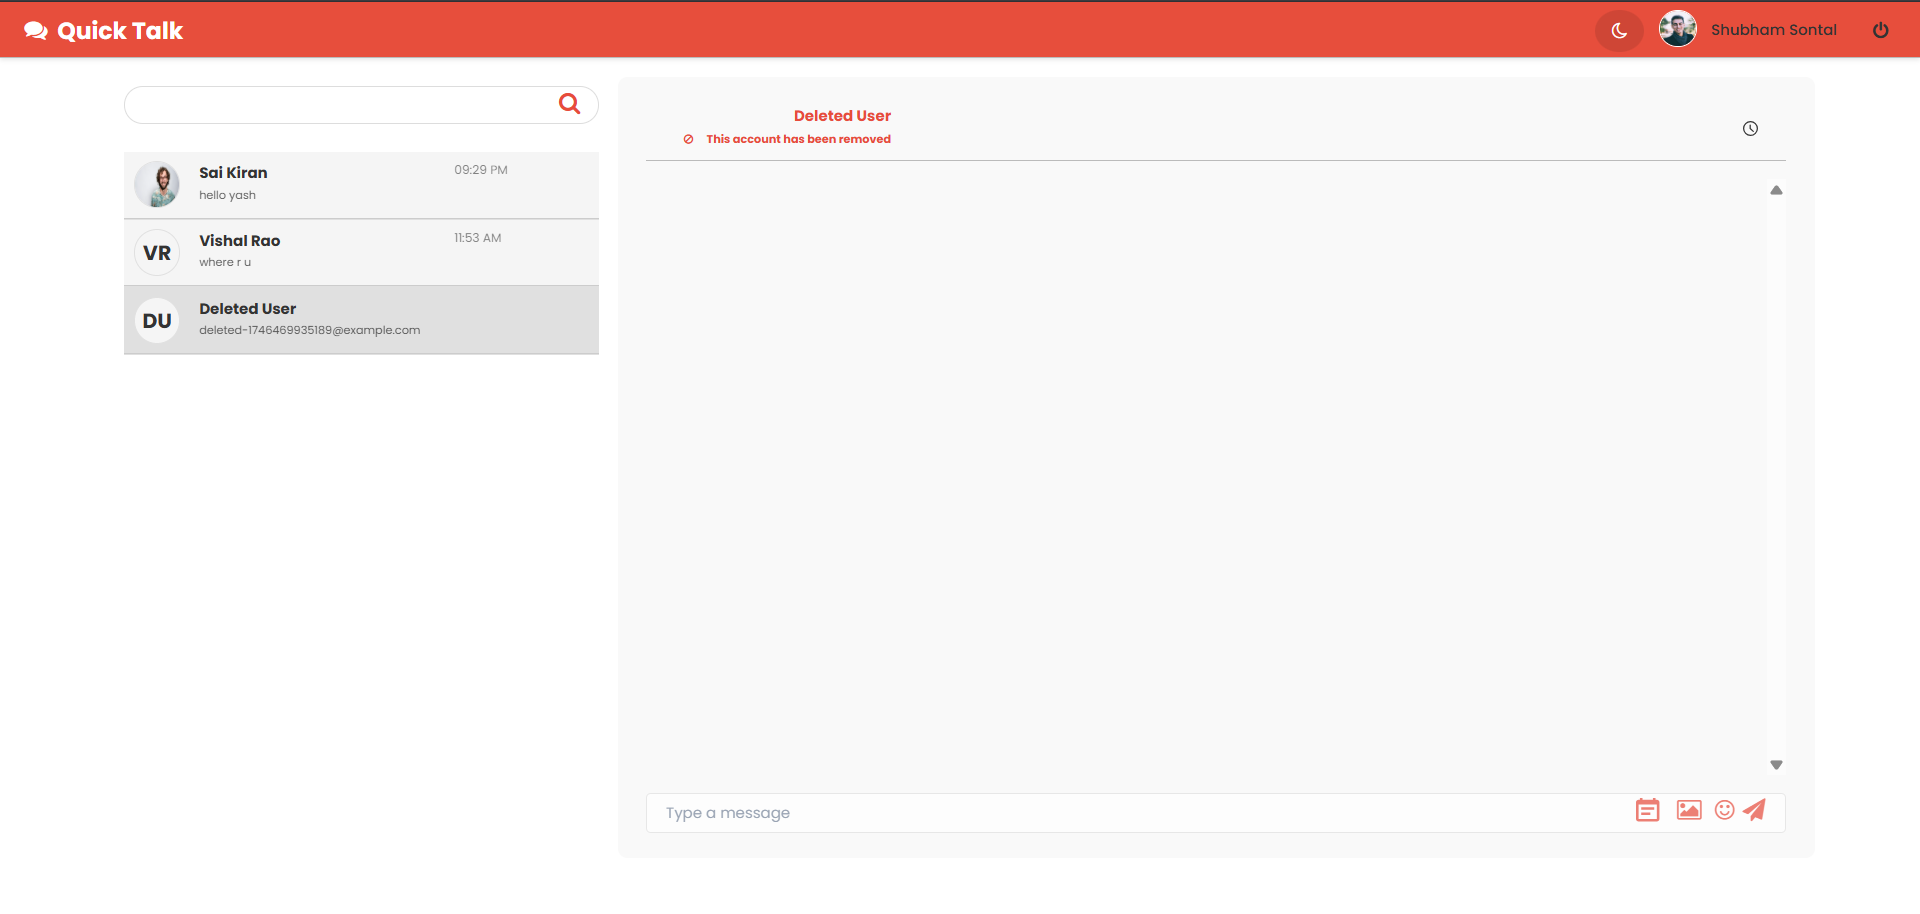 Quick Talk
Shubham Sontal
Sai Kiran
09:29 PM
hello yash
VR
Vishal Rao
11:53 AM
where r u
DU
Deleted User
deleted-1746469935189@example.com
Deleted User
This account has been removed
Type a message